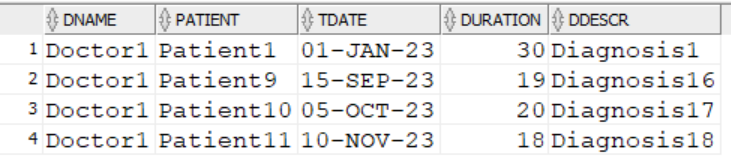 DNAME PATIENT TDATE DURATION DDESCR
1 Doctor1 Patient1 01-JAN-23 30 Diagnosis1
2 Doctor1 Patient9 15-SEP-23 19 Diagnosis16
3 Doctor1 Patient10 05-OCT-23 20 Diagnosis17
4 Doctor1 Patient11 10-NOV-23 18 Diagnosis18